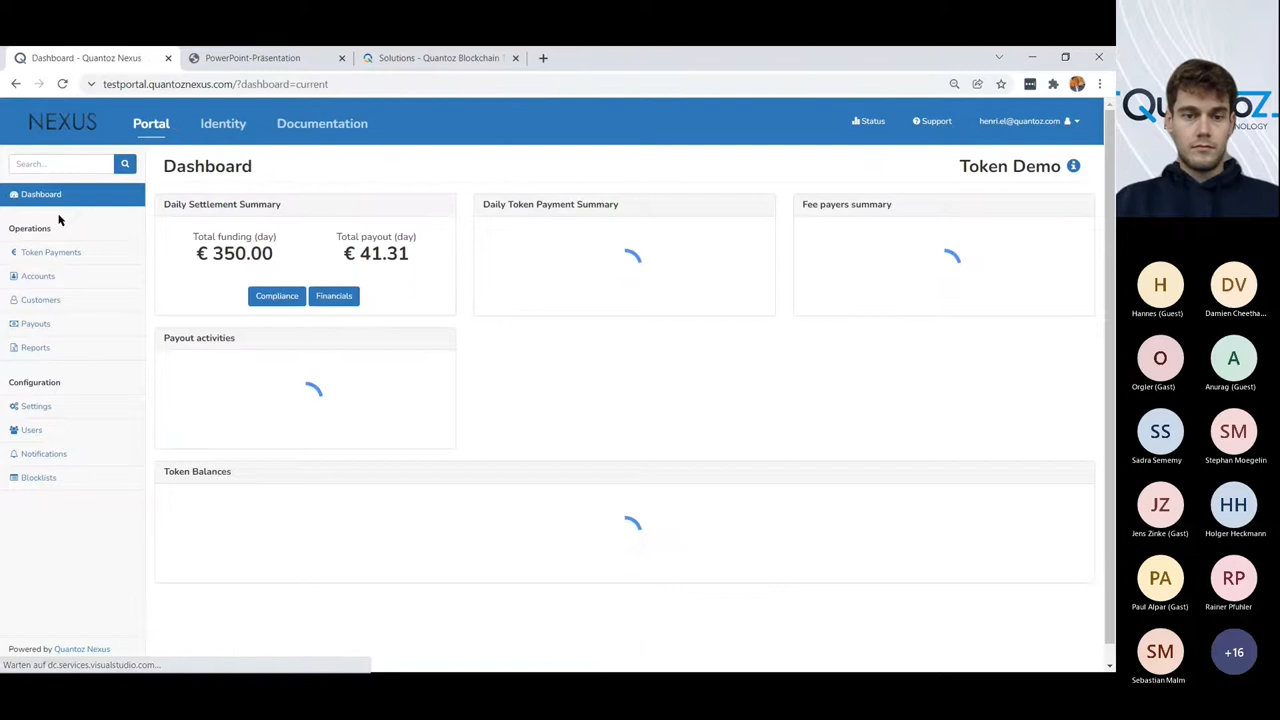 Dashboard - Quantoz Nexus
PowerPoint-Präsentation
Solutions - Quantoz Blockchain T
testportal.quantoznexus.com/?dashboard=current
NEXUS
Portal
Identity
Documentation
Status
Support
henri.el@quantoz.com
Search...
Dashboard
Operations
Token Payments
Accounts
Customers
Payouts
Reports
Configuration
Settings
Users
Notifications
Blocklists
Powered by Quantoz Nexus
Warten auf dc.services.visualstudio.com...
Dashboard
Token Demo
Daily Settlement Summary
Total funding (day)
€ 350.00
Total payout (day)
€ 41.31
Compliance
Financials
Daily Token Payment Summary
Fee payers summary
Payout activities
Token Balances
H
Hannes (Guest)
DV
Damien Cheetha...
O
Orgler (Gast)
A
Anurag (Guest)
SS
Sadra Sememy
SM
Stephan Moegelin
JZ
Jens Zinke (Gast)
HH
Holger Heckmann
PA
Paul Alpar (Gast)
RP
Rainer Pfuhler
SM
Sebastian Malm
+16